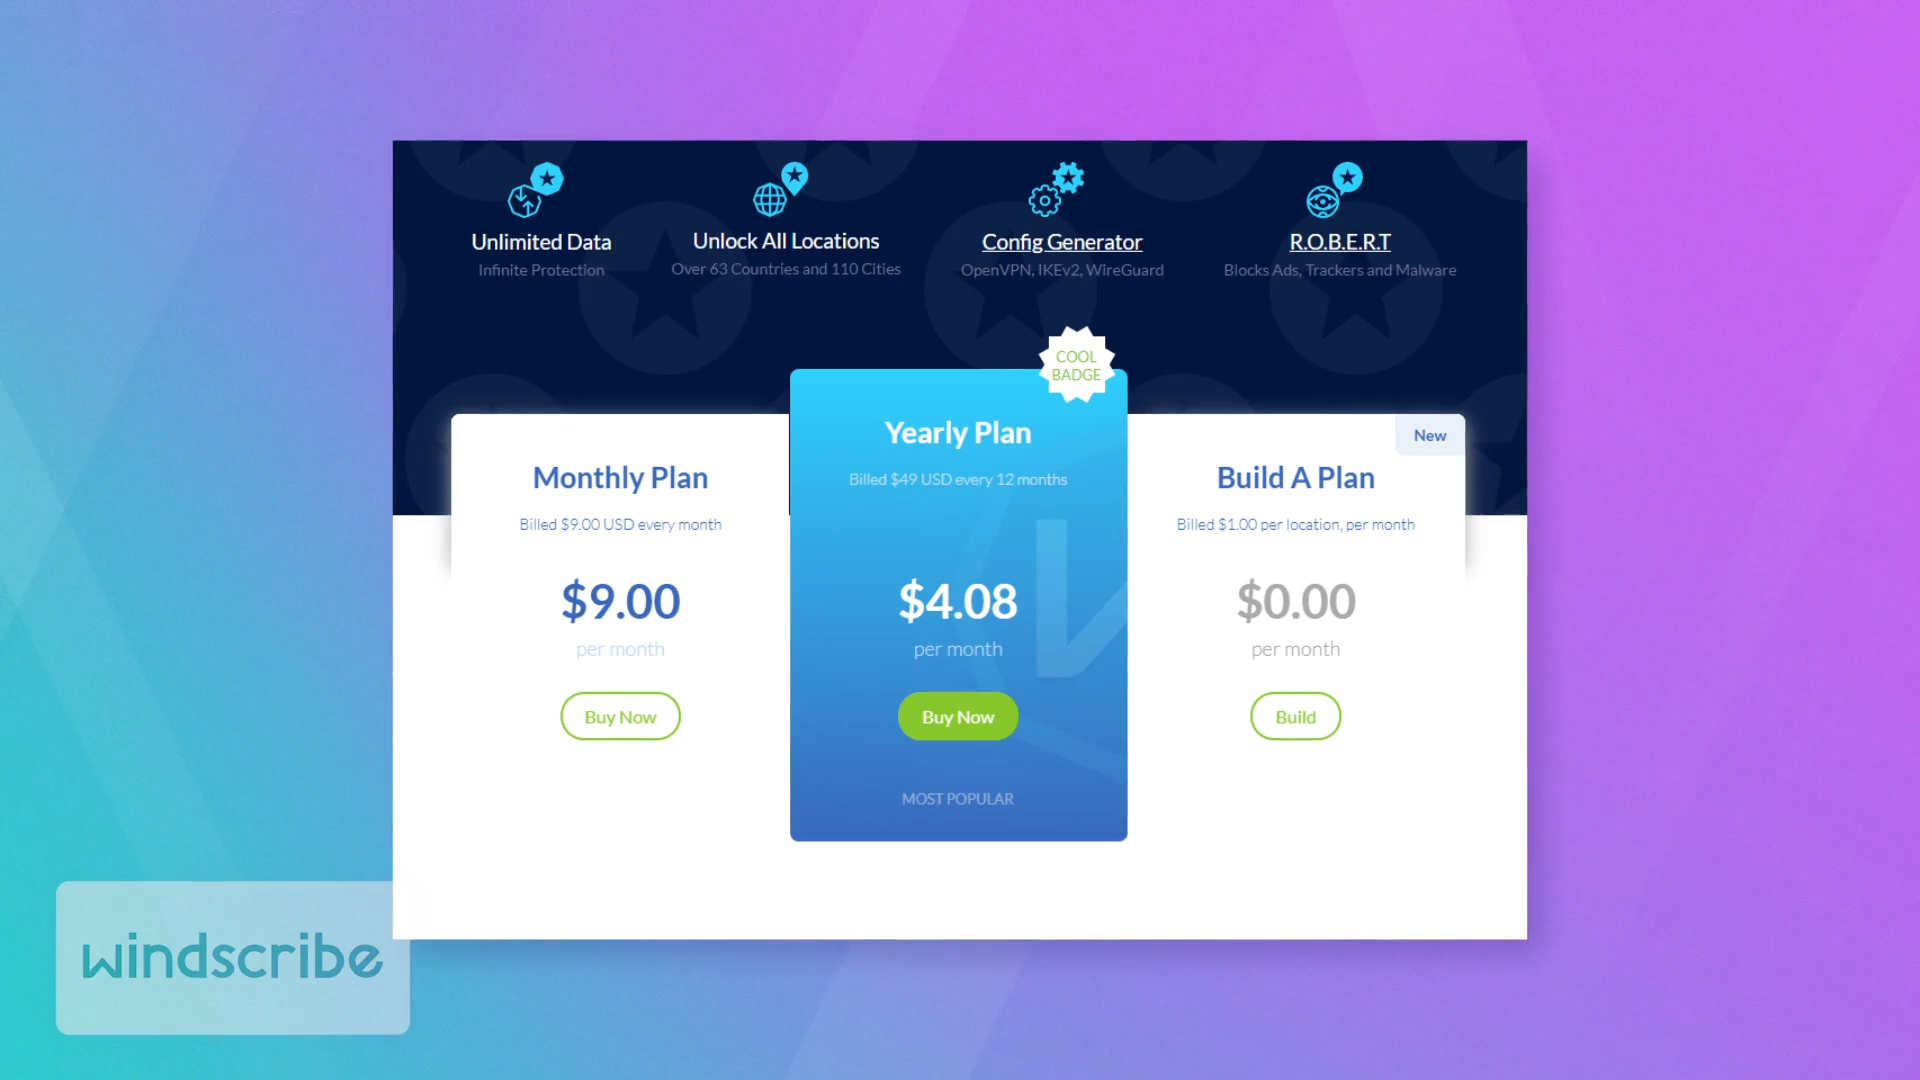 Unlimited Data
Infinite Protection
Unlock All Locations
Over 63 Countries and 110 Cities
Config Generator
OpenVPN, IKEv2, WireGuard
R.O.B.E.R.T
Blocks Ads, Trackers and Malware
Monthly Plan
Billed $9.00 USD every month
$9.00
per month
Buy Now
COOL
BADGE
Yearly Plan
Billed $49 USD every 12 months
$4.08
per month
Buy Now
MOST POPULAR
New
Build A Plan
Billed $1.00 per location, per month
$0.00
per month
Build
windscribe